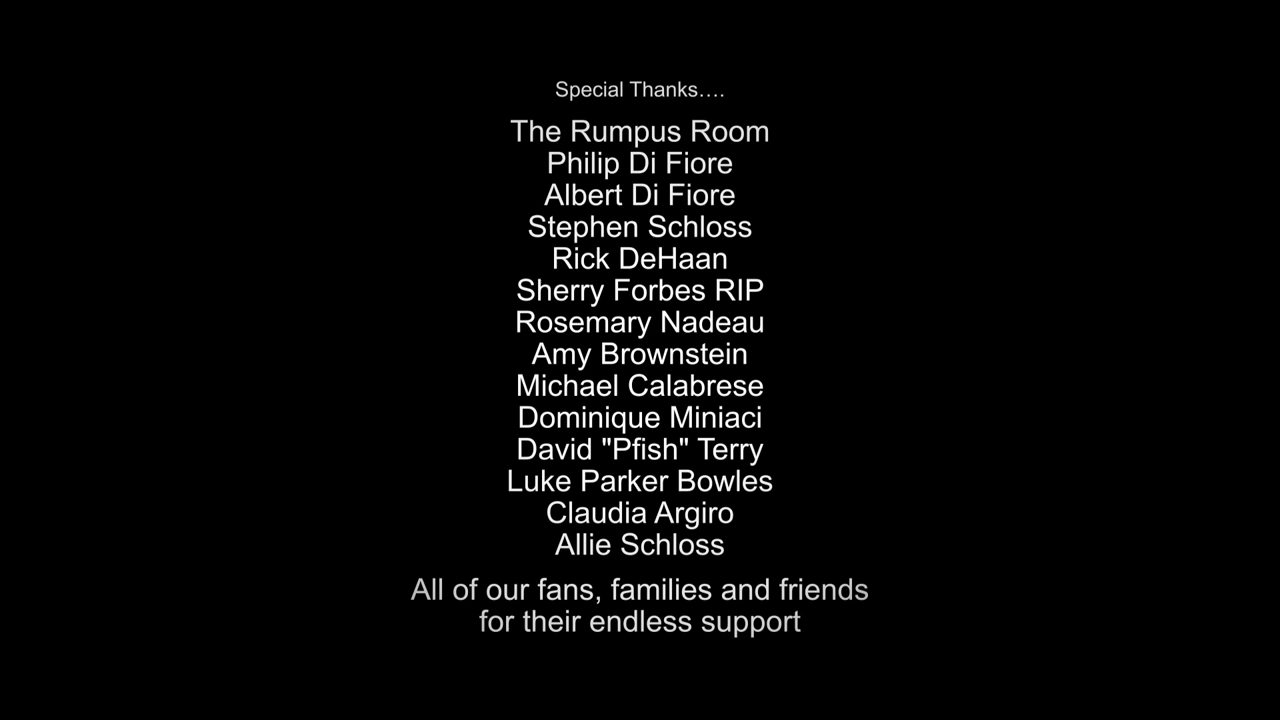 Special Thanks….
The Rumpus Room
Philip Di Fiore
Albert Di Fiore
Stephen Schloss
Rick DeHaan
Sherry Forbes RIP
Rosemary Nadeau
Amy Brownstein
Michael Calabrese
Dominique Miniaci
David "Pfish" Terry
Luke Parker Bowles
Claudia Argiro
Allie Schloss
All of our fans, families and friends
for their endless support